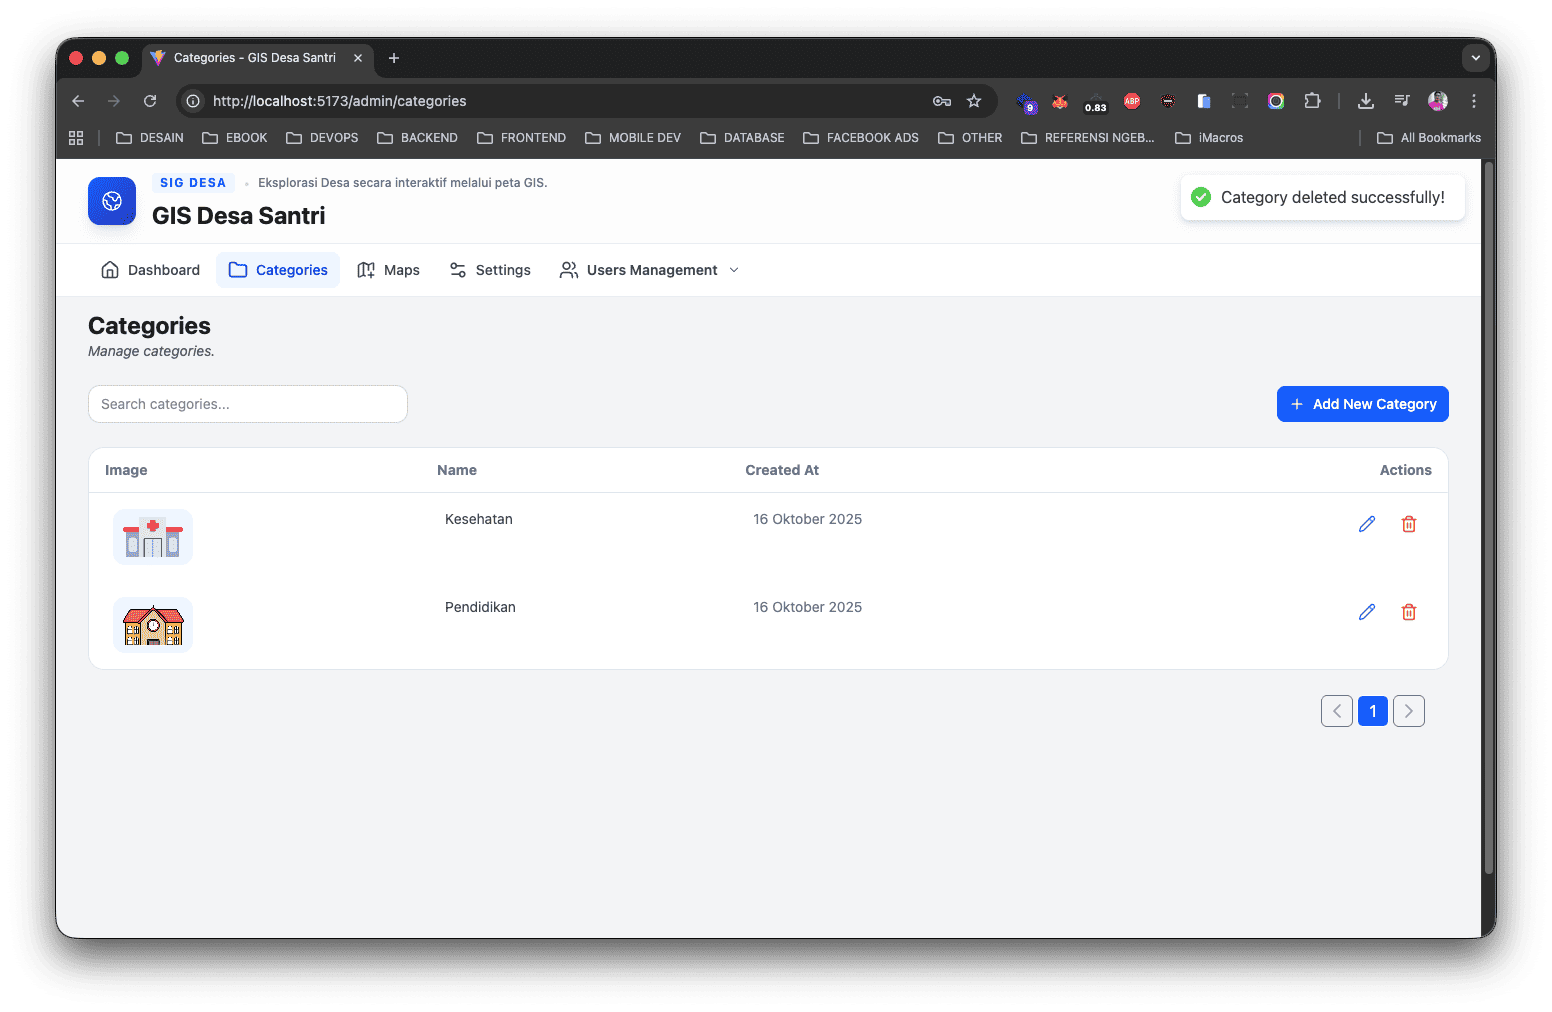 Categories - GIS Desa Santri
http://localhost:5173/admin/categories
9
0.83
ABP
DESAIN
EBOOK
DEVOPS
BACKEND
FRONTEND
MOBILE DEV
DATABASE
FACEBOOK ADS
OTHER
REFERENSI NGEB...
iMacros
All Bookmarks
SIG DESA
Eksplorasi Desa secara interaktif melalui peta GIS.
GIS Desa Santri
Category deleted successfully!
Dashboard
Categories
Maps
Settings
Users Management
Categories
Manage categories.
Search categories...
Add New Category
Image Name Created At Actions
Kesehatan 16 Oktober 2025
Pendidikan 16 Oktober 2025
1